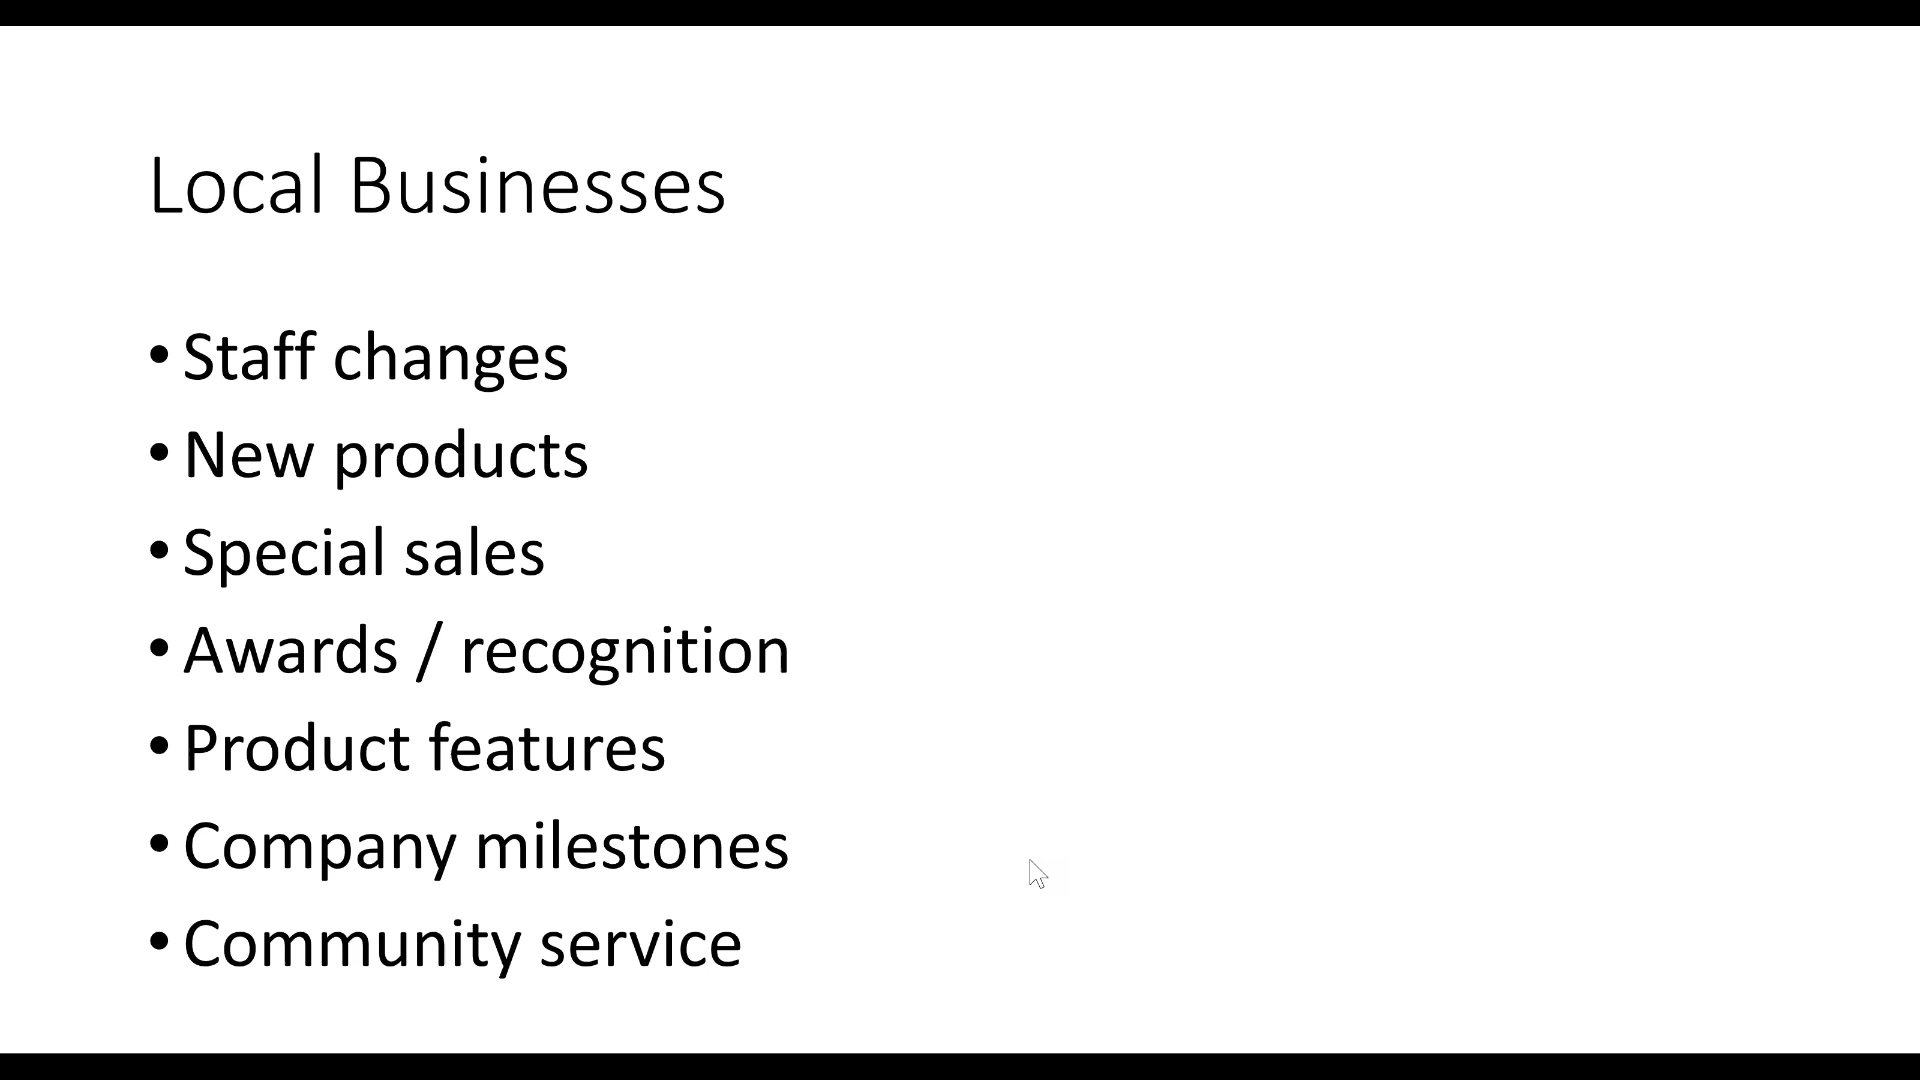 Local Businesses
• Staff changes
• New products
• Special sales
• Awards / recognition
• Product features
• Company milestones
• Community service